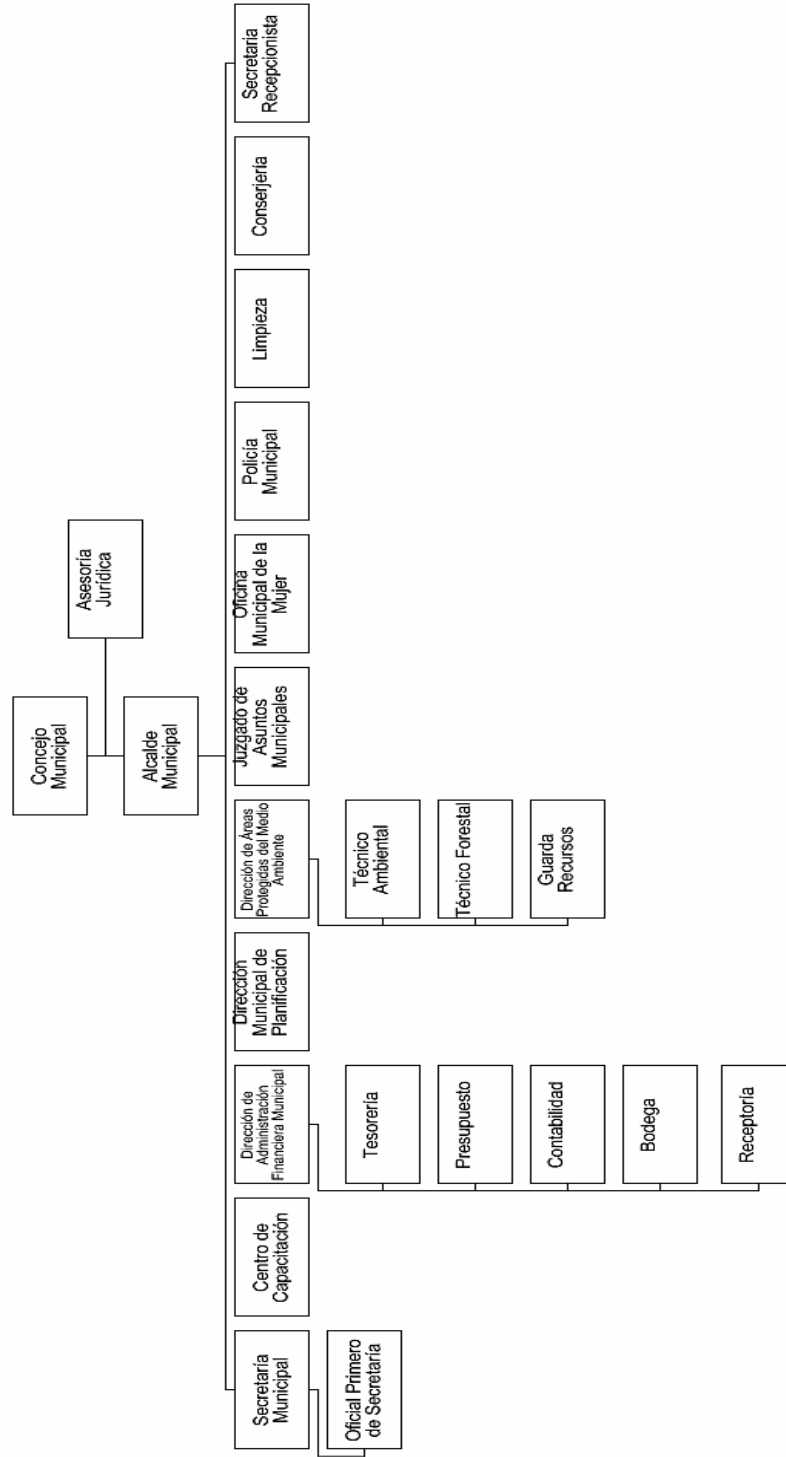 Concejo
Municipal
Asesoría
Jurídica
Alcalde
Municipal
Secretaría
Municipal
Centro de
Capacitación
Dirección de
Administración
Financiera Municipal
Dirección
Municipal de
Planificación
Dirección de Áreas
Protegidas del Medio
Ambiente
Juzgado de
Asuntos
Municipales
Oficina
Municipal de la
Mujer
Policía
Municipal
Limpieza
Conserjeria
Secretaria
Recepcionista
Oficial Primero
de Secretaría
Tesorería
Presupuesto
Contabilidad
Bodega
Receptoría
Técnico
Ambiental
Técnico Forestal
Guarda
Recursos